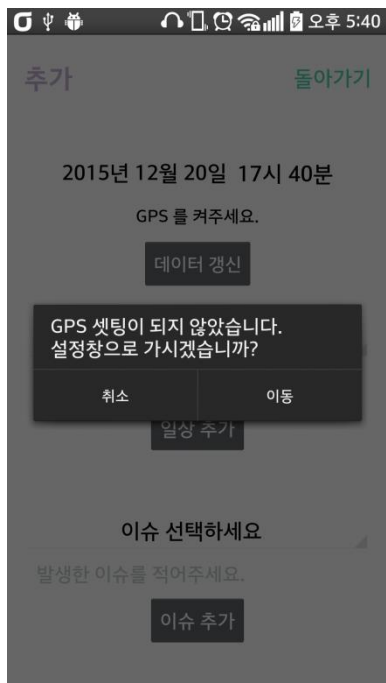 오후 5:40
추가
돌아가기
2015년 12월 20일 17시 40분
GPS 를 켜주세요.
데이터 갱신
GPS 셋팅이 되지 않았습니다.
설정창으로 가시겠습니까?
취소
이동
일상 추가
이슈 선택하세요
발생한 이슈를 적어주세요.
이슈 추가